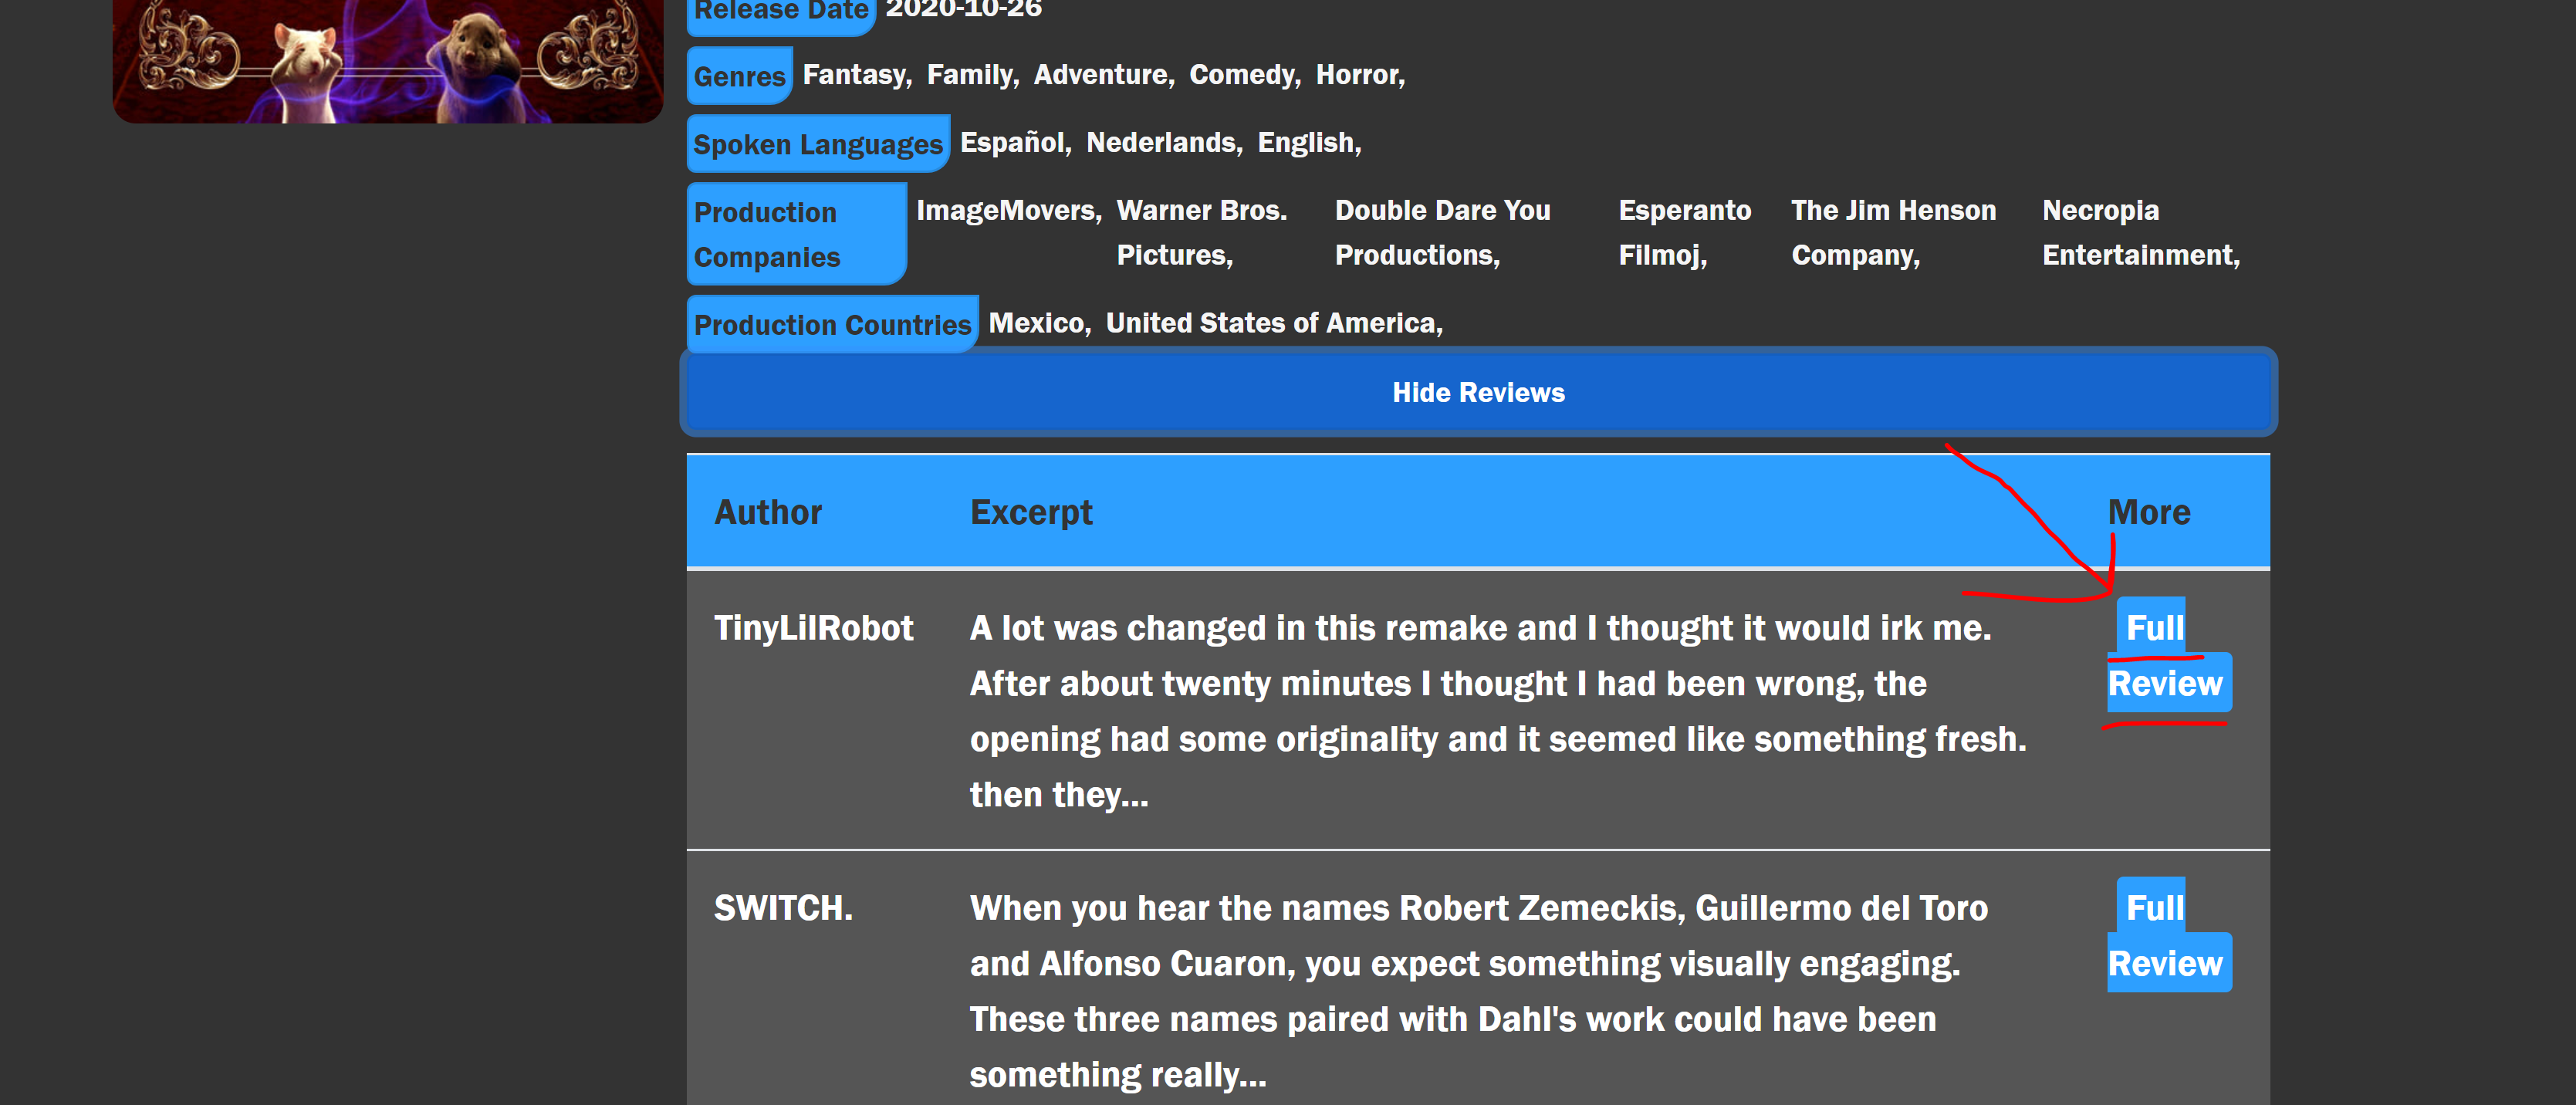 Release Date 2020-10-26
Genres Fantasy, Family, Adventure, Comedy, Horror,
Spoken Languages Español, Nederlands, English,
Production Companies ImageMovers, Warner Bros. Pictures, Double Dare You Productions, Esperanto Filmoj, The Jim Henson Company, Necropia Entertainment,
Production Countries Mexico, United States of America,
Hide Reviews
Author Excerpt More
TinyLilRobot
A lot was changed in this remake and I thought it would irk me.
After about twenty minutes I thought I had been wrong, the
opening had some originality and it seemed like something fresh.
then they...
Full
Review
SWITCH.
When you hear the names Robert Zemeckis, Guillermo del Toro
and Alfonso Cuaron, you expect something visually engaging.
These three names paired with Dahl's work could have been
something really...
Full
Review